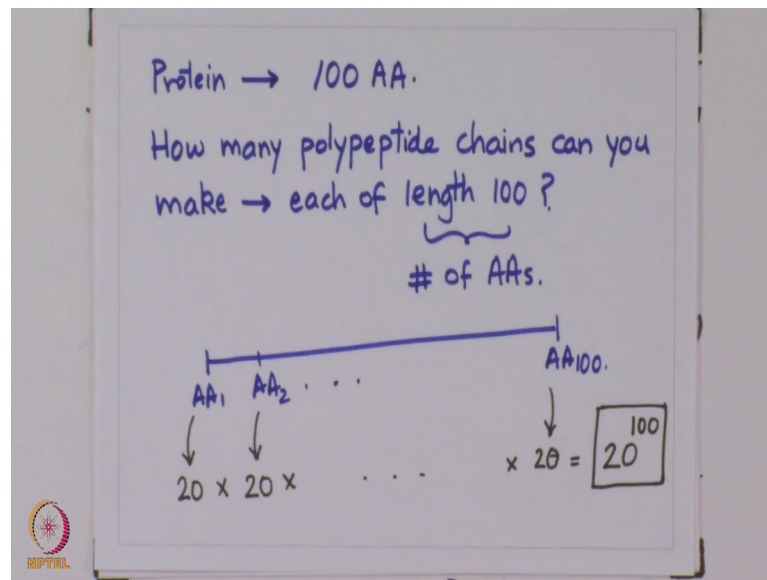 Protein → 100 AA.
How many polypeptide chains can you
make → each of length 100 ?
# of AAs.
AA1 AA2 . . . AA100.
20 × 20 × . . . × 20 = 20^100
NPTEL